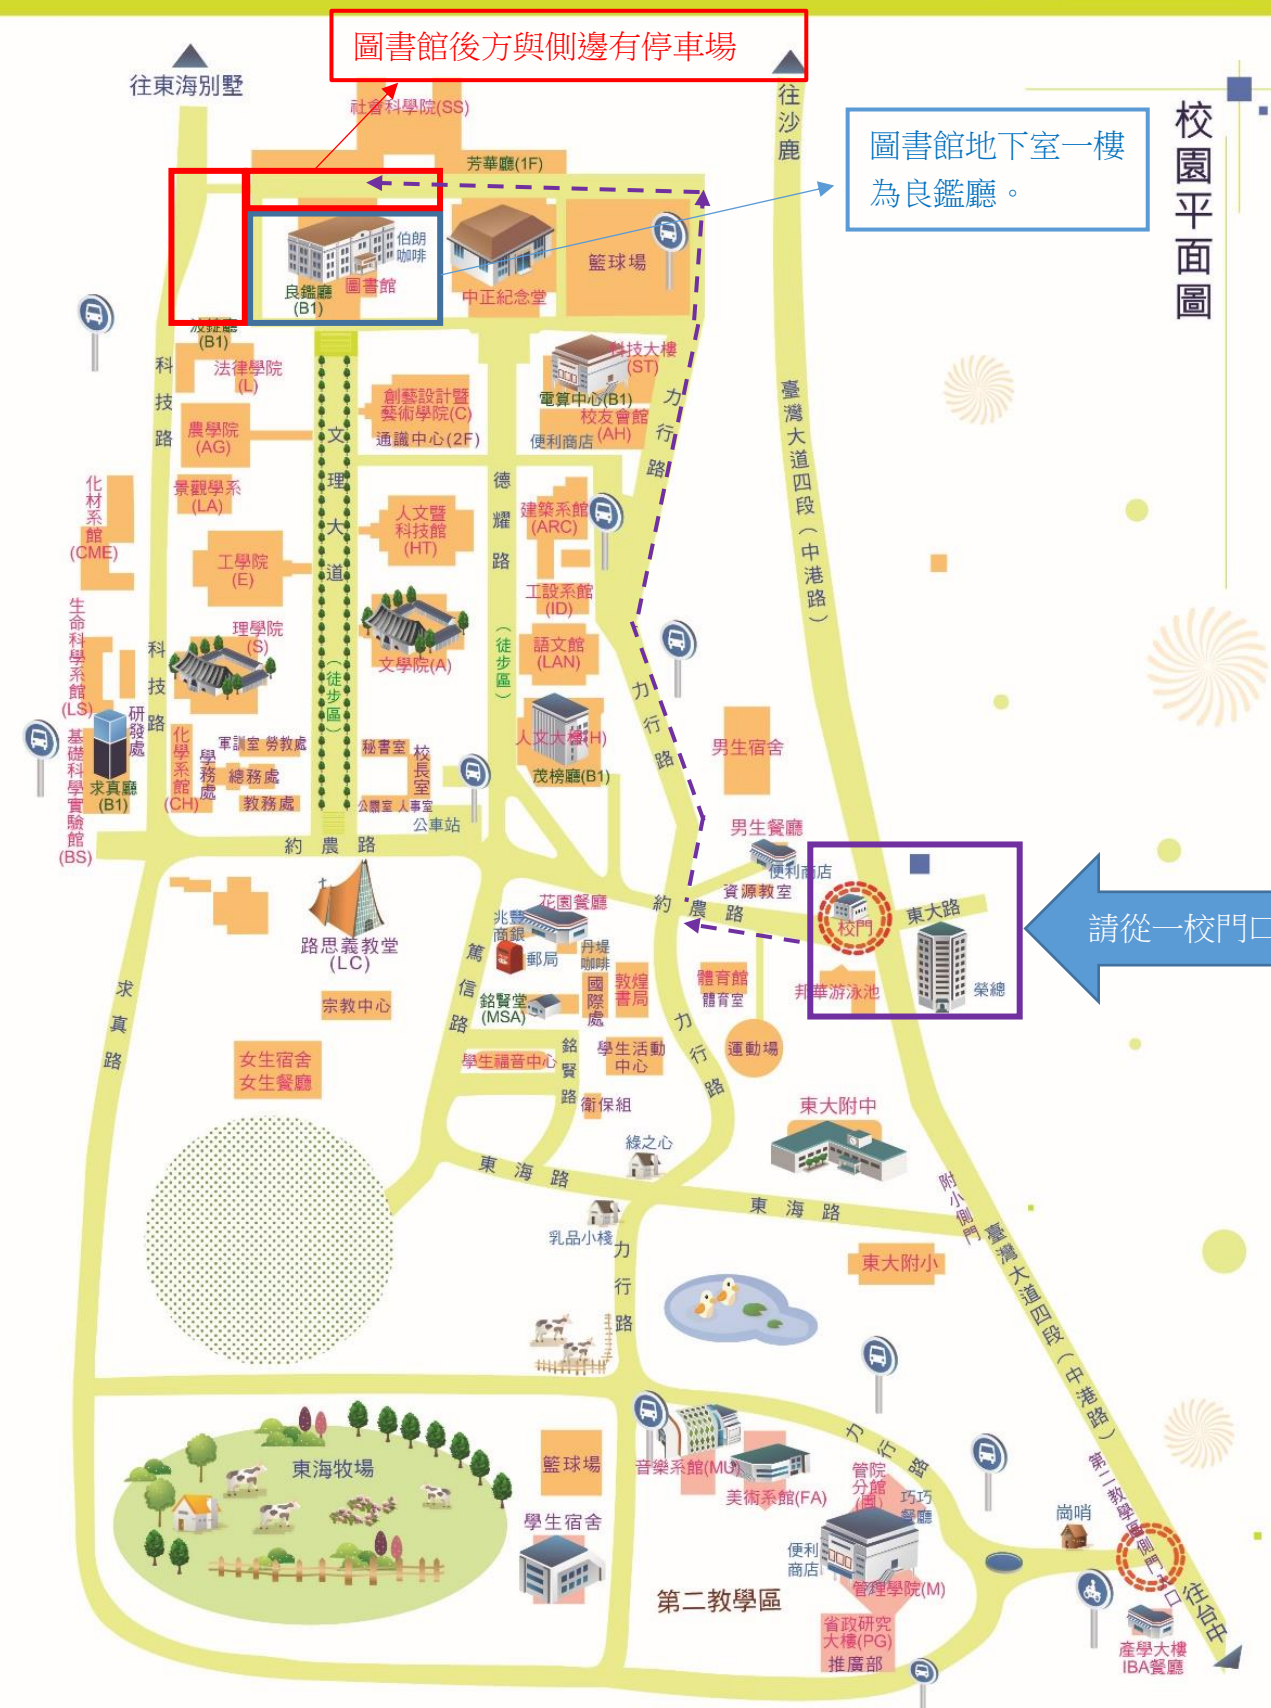 圖書館後方與側邊有停車場
往東海別墅
社會科學院(SS)
往沙鹿
校園平面圖
圖書館地下室一樓
為良鑑廳。
芳華廳(1F)
伯朗
咖啡
圖書館
良鑑廳
(B1)
中正紀念堂
籃球場
(B1)
法律學院
(L)
科技路
農學院
(AG)
景觀學系
(LA)
創藝設計暨
藝術學院(C)
通識中心(2F)
科技大樓
(ST)
電算中心(B1)
校友會館
(AH)
便利商店
力行路
臺灣大道四段(中港路)
文理大道
(徒步區)
德耀路
(徒步區)
化材系館
(CME)
工學院
(E)
人文暨
科技館
(HT)
建築系館
(ARC)
工設系館
(ID)
生命科學系館
(LS)
理學院
(S)
文學院(A)
語文館
(LAN)
科技路
研發處
求真廳
(B1)
基礎科學實驗館
(BS)
化學系館
(CH)
學務處
軍訓室 勞教處
總務處
教務處
秘書室
校長室
公關室 人事室
公車站
人文大樓(H)
茂榜廳(B1)
力行路
男生宿舍
男生餐廳
便利商店
資源教室
約農路
約農路
校門
東大路
請從一校門口
榮總
邦華游泳池
路思義教堂
(LC)
宗教中心
花園餐廳
兆豐
商銀
郵局
丹堤
咖啡
國際處
敦煌
書局
體育館
體育室
篤信路
銘賢堂
(MSA)
求真路
女生宿舍
女生餐廳
學生福音中心
銘賢路
學生活動
中心
力行路
運動場
衛保組
東大附中
綠之心
東海路
東海路
附小側門
乳品小棧
力行路
東大附小
臺灣大道四段(中港路)
東海牧場
籃球場
學生宿舍
音樂系館(MU)
美術系館(FA)
力行路
管院
分館
巧巧
餐廳
便利
商店
管理學院(M)
第二教學區
省政研究
大樓(PG)
推廣部
崗哨
往台中
產學大樓
IBA餐廳